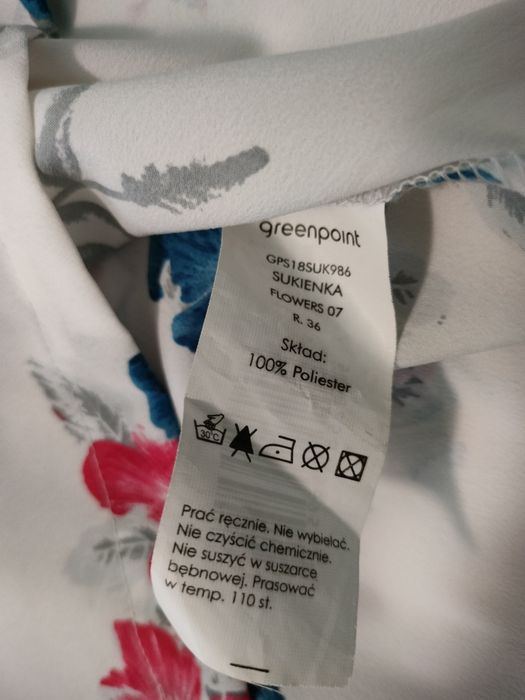 greenpoint
GPS18SUK986
SUKIENKA
FLOWERS 07
R. 36
Skład:
100% Poliester
30°C
Prać ręcznie. Nie wybielać.
Nie czyścić chemicznie.
Nie suszyć w suszarce
bębnowej. Prasować
w temp. 110 st.